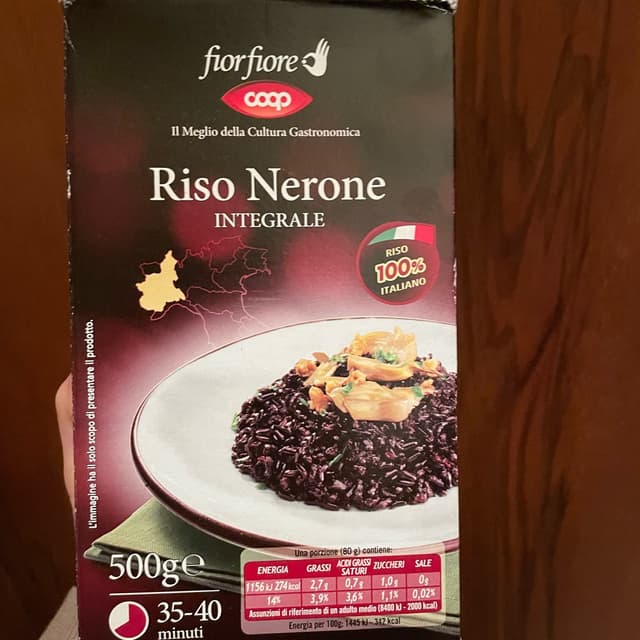 fiorfiore
coop
Il Meglio della Cultura Gastronomica
Riso Nerone
INTEGRALE
RISO
100%
ITALIANO
L'immagine ha il solo scopo di presentare il prodotto.
500g℮
35-40
minuti
Una porzione (80 g) contiene:
ENERGIA GRASSI ACIDI GRASSI SATURI ZUCCHERI SALE
1156 kJ 274 kcal 2,7 g 0,7 g 1,0 g 0g
14% 3,9% 3,6% 1,1% 0,02%
Assunzioni di riferimento di un adulto medio (8400 kJ - 2000 kcal)
Energia per 100g: 1445 kJ - 342 kcal